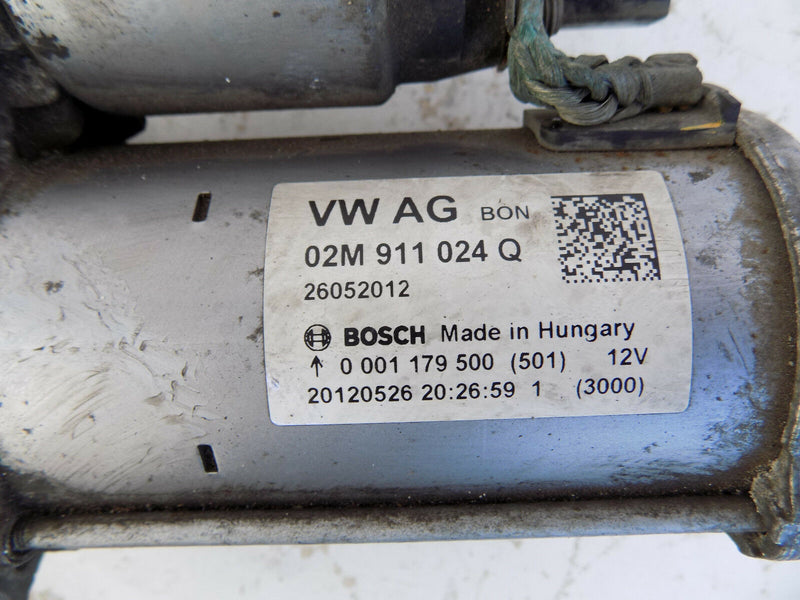 VW AG BÖN
02M 911 024 Q
26052012
BOSCH Made in Hungary
↑ 0 001 179 500 (501) 12V
20120526 20:26:59 1 (3000)